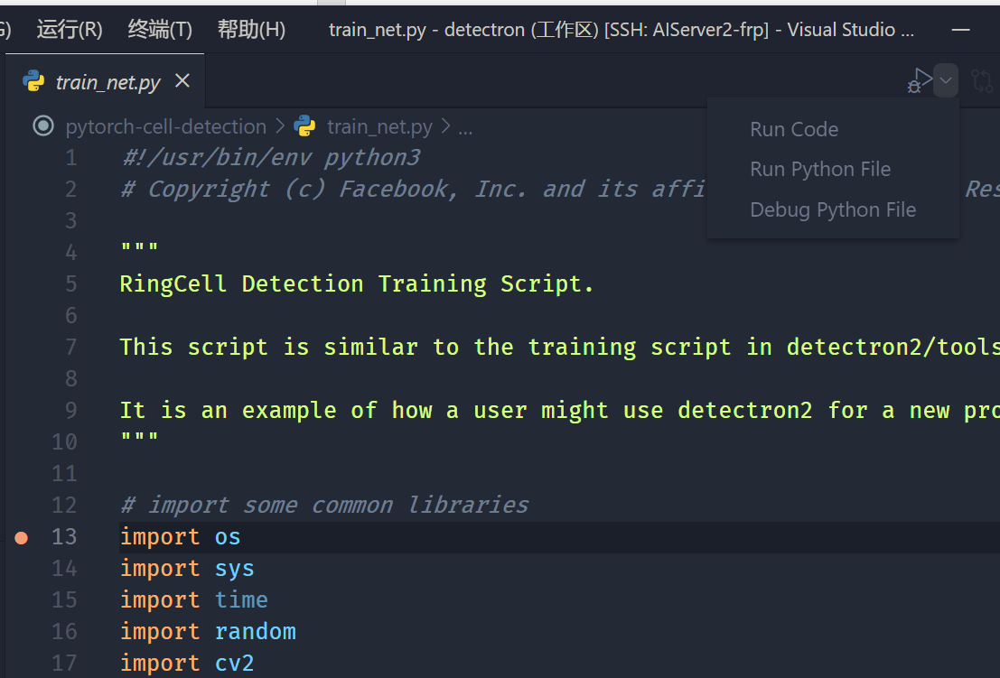 运行(R) 终端(T) 帮助(H) train_net.py - detectron (工作区) [SSH: AIServer2-frp] - Visual Studio ...
train_net.py
pytorch-cell-detection > train_net.py > ...
Run Code
Run Python File
Debug Python File
1 #!/usr/bin/env python3
2 # Copyright (c) Facebook, Inc. and its affi Res
3
4 """
5 RingCell Detection Training Script.
6
7 This script is similar to the training script in detectron2/tools
8
9 It is an example of how a user might use detectron2 for a new pro
10 """
11
12 # import some common libraries
13 import os
14 import sys
15 import time
16 import random
17 import cv2